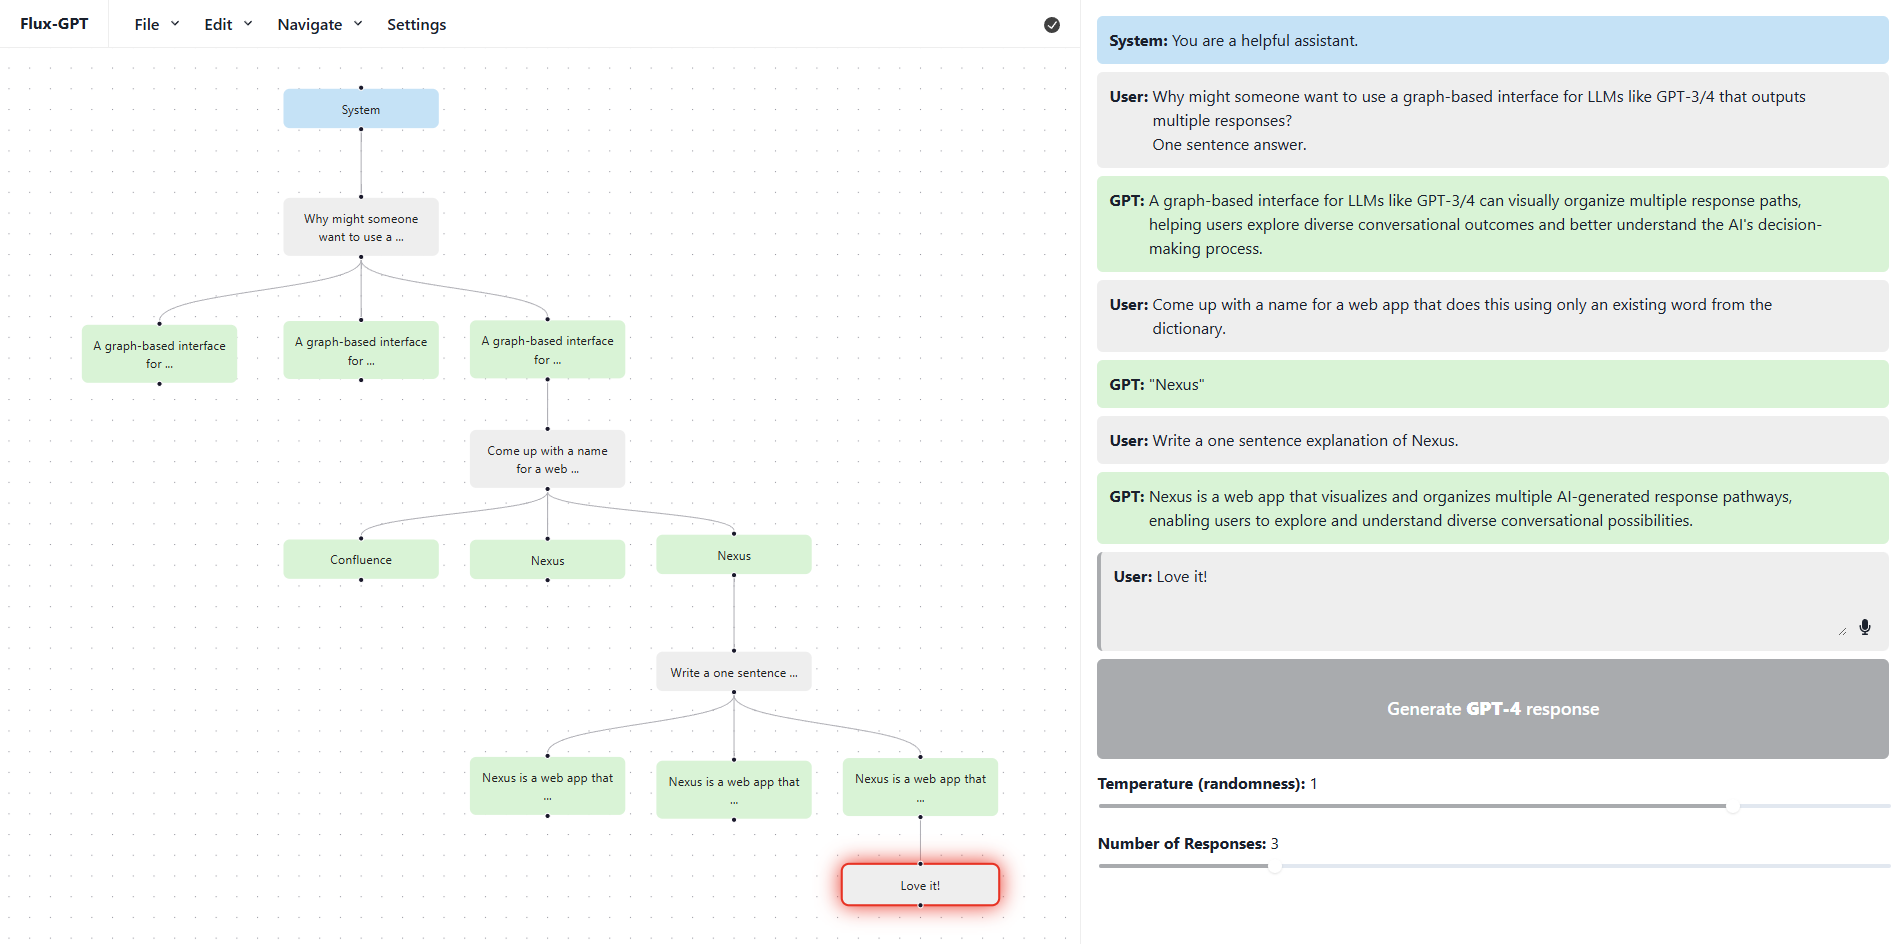 Flux-GPT
File
Edit
Navigate
Settings
System
Why might someone
want to use a ...
A graph-based interface
for ...
A graph-based interface
for ...
A graph-based interface
for ...
Come up with a name
for a web ...
Confluence
Nexus
Nexus
Write a one sentence ...
Nexus is a web app that
...
Nexus is a web app that
...
Nexus is a web app that
...
Love it!
System: You are a helpful assistant.
User: Why might someone want to use a graph-based interface for LLMs like GPT-3/4 that outputs
multiple responses?
One sentence answer.
GPT: A graph-based interface for LLMs like GPT-3/4 can visually organize multiple response paths,
helping users explore diverse conversational outcomes and better understand the AI's decision-
making process.
User: Come up with a name for a web app that does this using only an existing word from the
dictionary.
GPT: "Nexus"
User: Write a one sentence explanation of Nexus.
GPT: Nexus is a web app that visualizes and organizes multiple AI-generated response pathways,
enabling users to explore and understand diverse conversational possibilities.
User: Love it!
Generate GPT-4 response
Temperature (randomness): 1
Number of Responses: 3